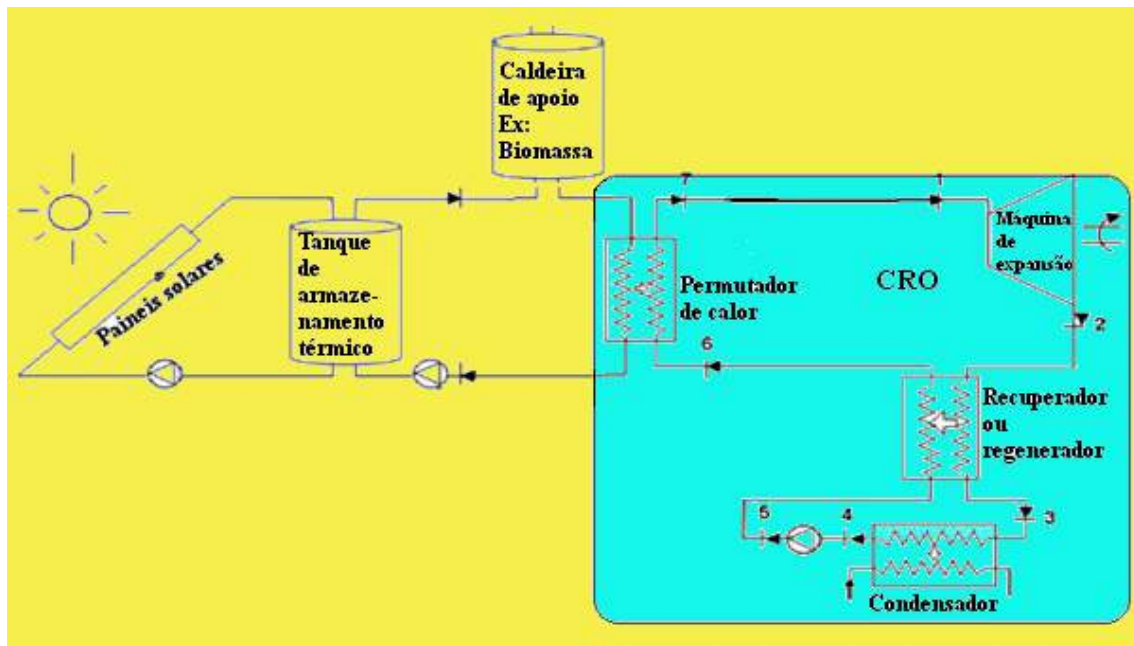 Caldeira
de apoio
Ex:
Biomassa
Paineis solares
Tanque
de
armaze-
namento
térmico
7
1
Maquina
de
expansão
CRO
Permutador
de calor
2
6
Recuperador
ou
regenerador
5
4
3
Condensador